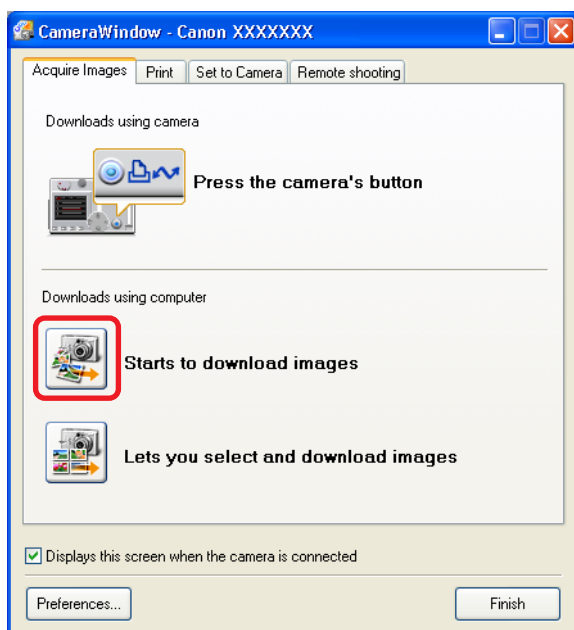 CameraWindow - Canon XXXXXXX
Acquire Images
Print
Set to Camera
Remote shooting
Downloads using camera
Press the camera's button
Downloads using computer
Starts to download images
Lets you select and download images
Displays this screen when the camera is connected
Preferences...
Finish